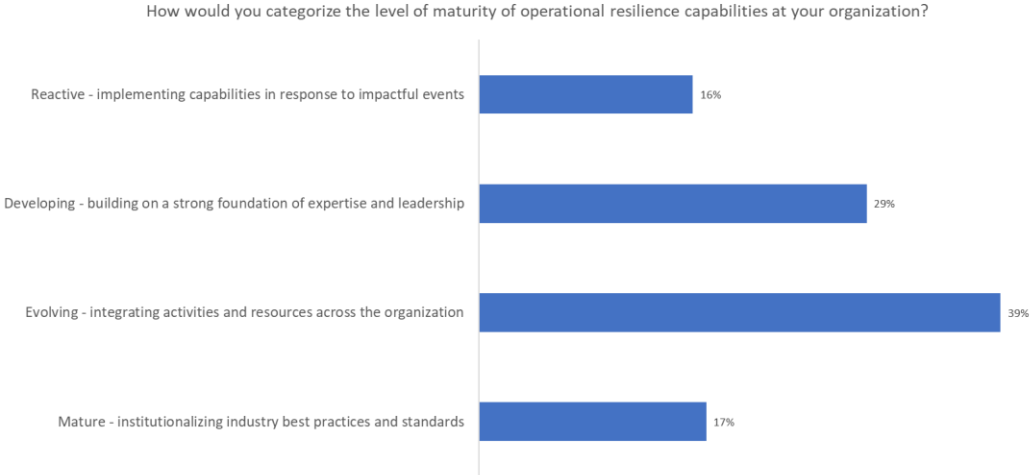 How would you categorize the level of maturity of operational resilience capabilities at your organization?
Reactive - implementing capabilities in response to impactful events
16%
Developing - building on a strong foundation of expertise and leadership
29%
Evolving - integrating activities and resources across the organization
39%
Mature - institutionalizing industry best practices and standards
17%